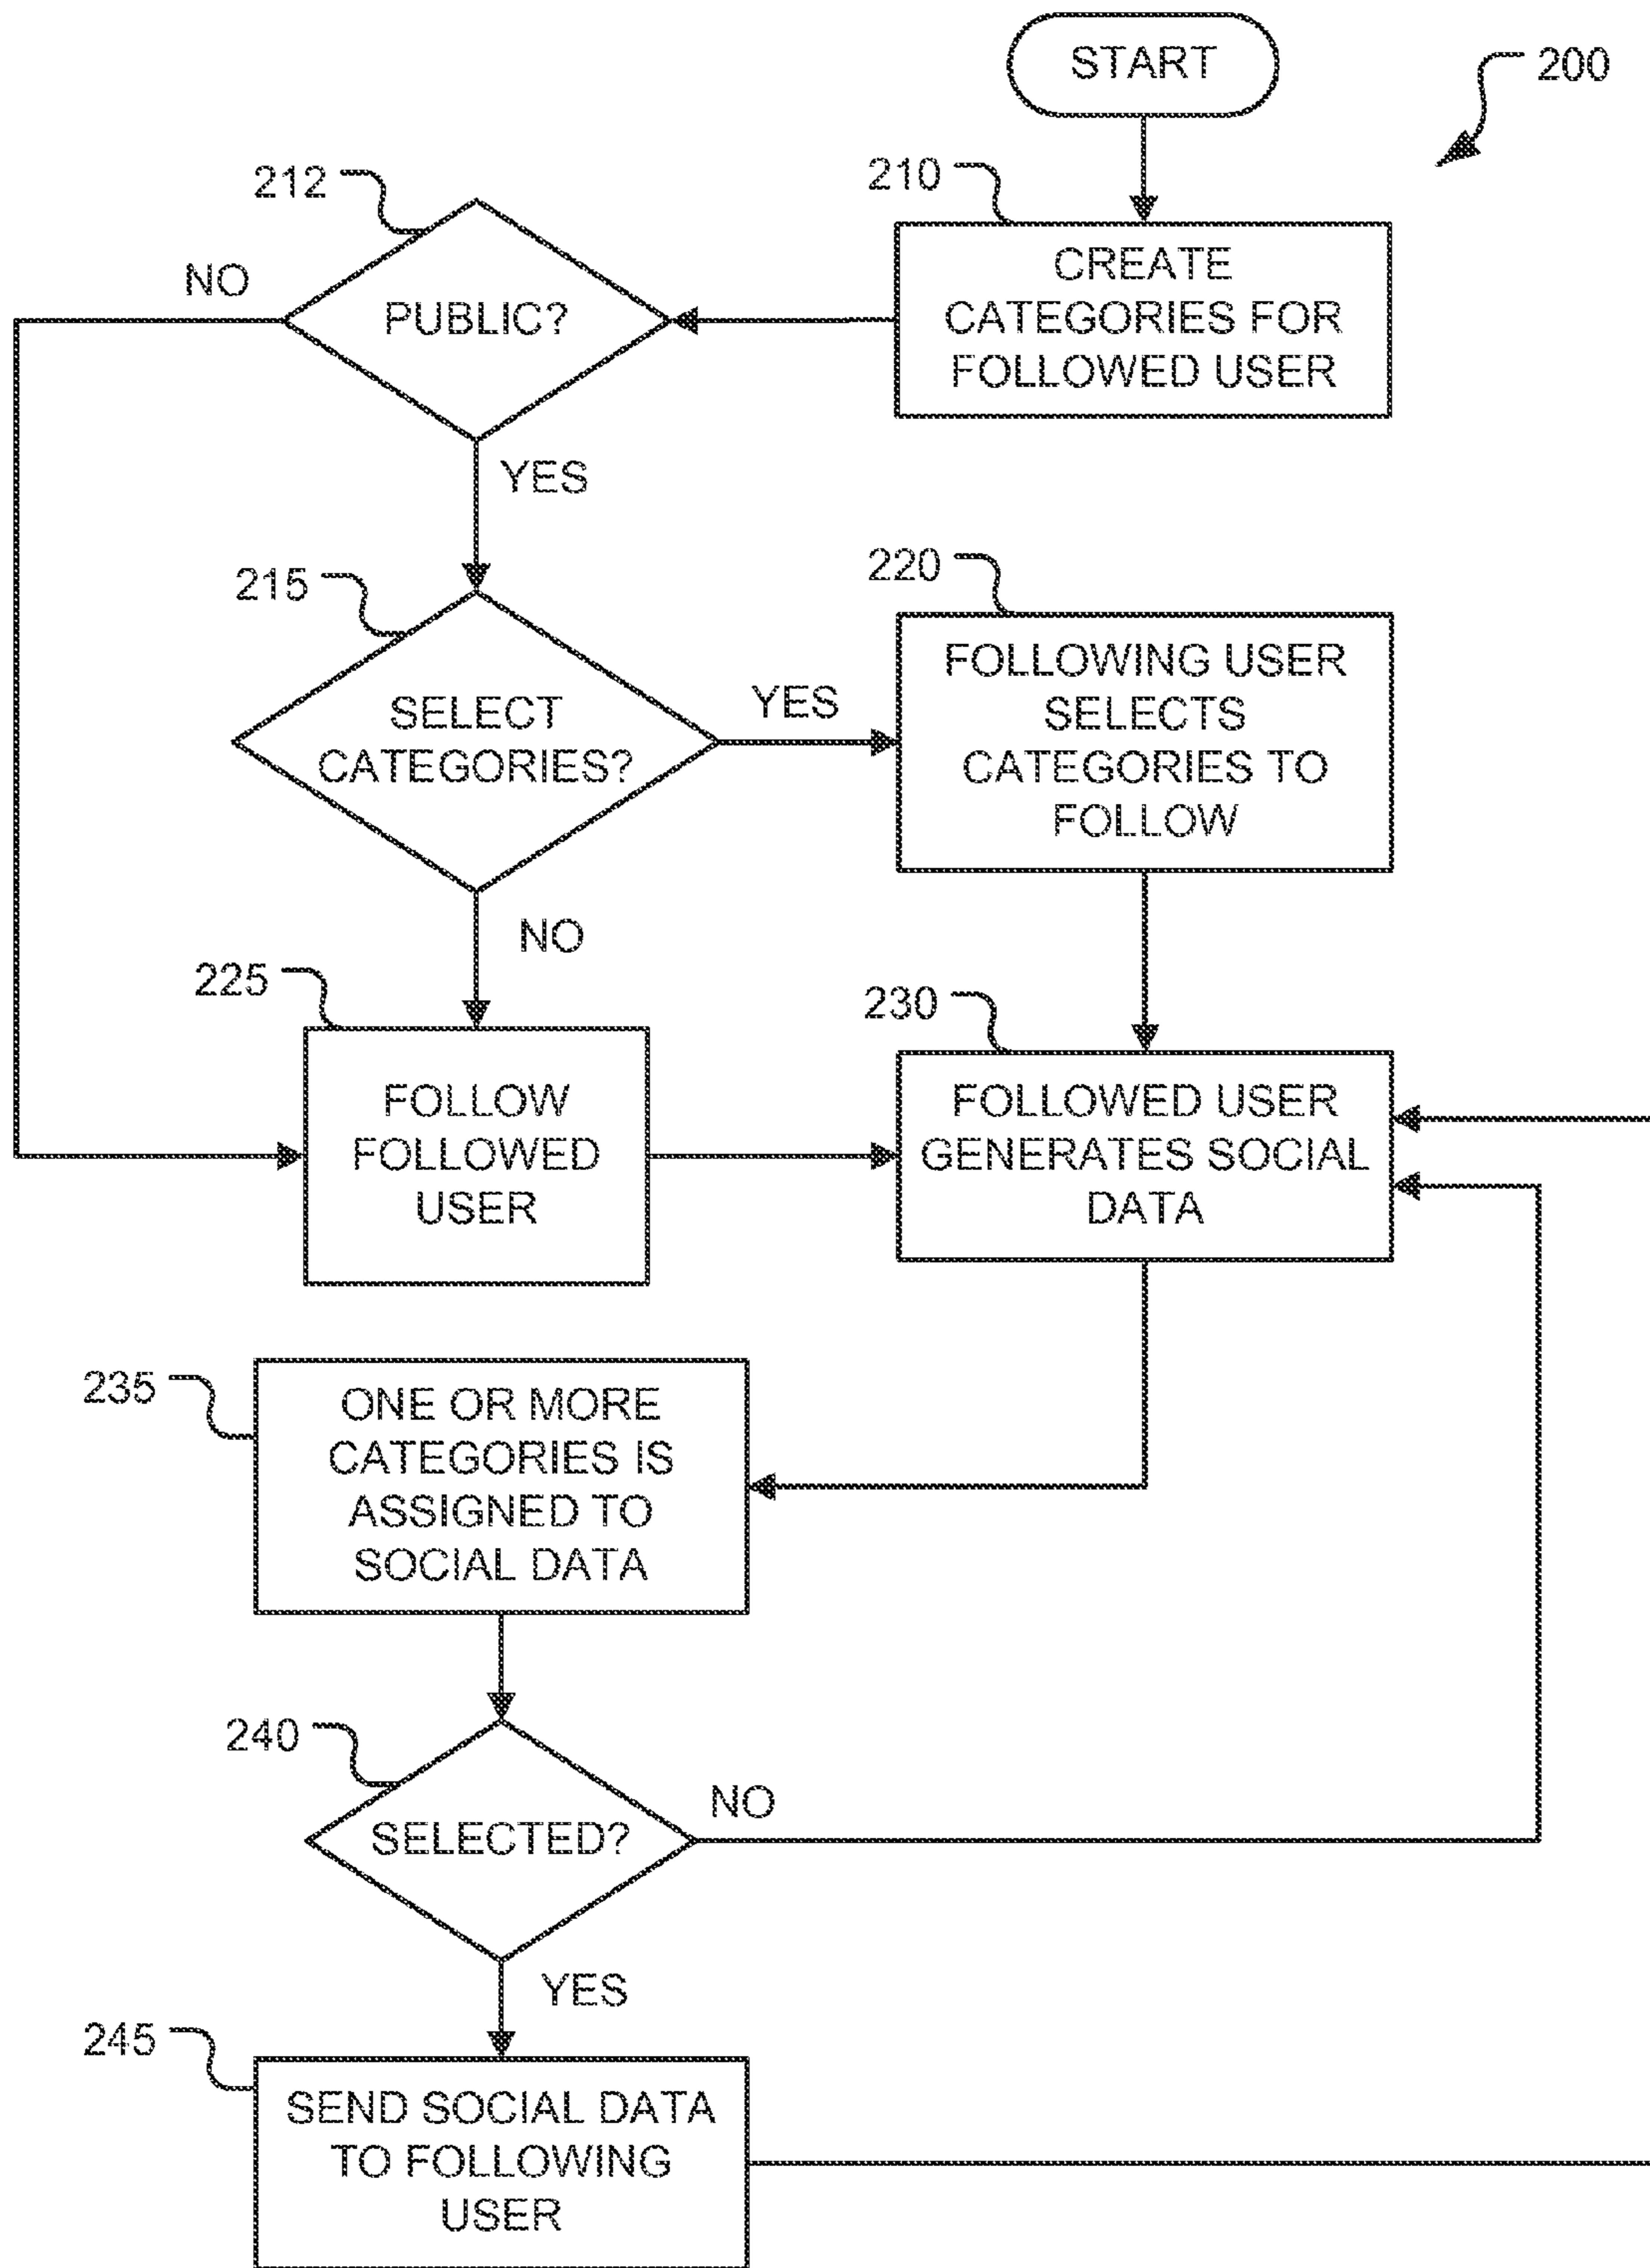 START
200
210
CREATE
CATEGORIES FOR
FOLLOWED USER
212
PUBLIC?
NO
YES
215
SELECT
CATEGORIES?
YES
NO
220
FOLLOWING USER
SELECTS
CATEGORIES TO
FOLLOW
225
FOLLOW
FOLLOWED
USER
230
FOLLOWED USER
GENERATES SOCIAL
DATA
235
ONE OR MORE
CATEGORIES IS
ASSIGNED TO
SOCIAL DATA
240
SELECTED?
NO
YES
245
SEND SOCIAL DATA
TO FOLLOWING
USER